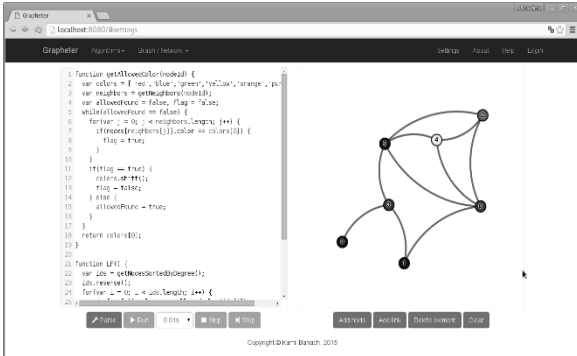 Grapheter
localhost:8080/#settings
Grapheter Algorithms Graph / Network Settings About Help Login
1 function getAllowedColor(nodeId) {
2 var colors = ['red','blue','green','yellow','orange','pur
3 var neighbors = getNeighbors(nodeId);
4 var allowedFound = false, flag = false;
5 while(allowedFound == false) {
6 for(var j = 0; j < neighbors.length; j++) {
7 if(nodes[neighbors[j]].color == colors[0]) {
8 flag = true;
9 }
10 }
11 if(flag == true) {
12 colors.shift();
13 flag = false;
14 } else {
15 allowedFound = true;
16 }
17 }
18 return colors[0];
19 }
20
21 function LF() {
22 var ids = getNodesSortedByDegree();
23 ids.reverse();
24 for(var i = 0; i < ids.length; i++) {
25
4
Parse Run 0.01s Stop Step
Add node Add link Delete element Clear
Copyright © Kamil Banach, 2015